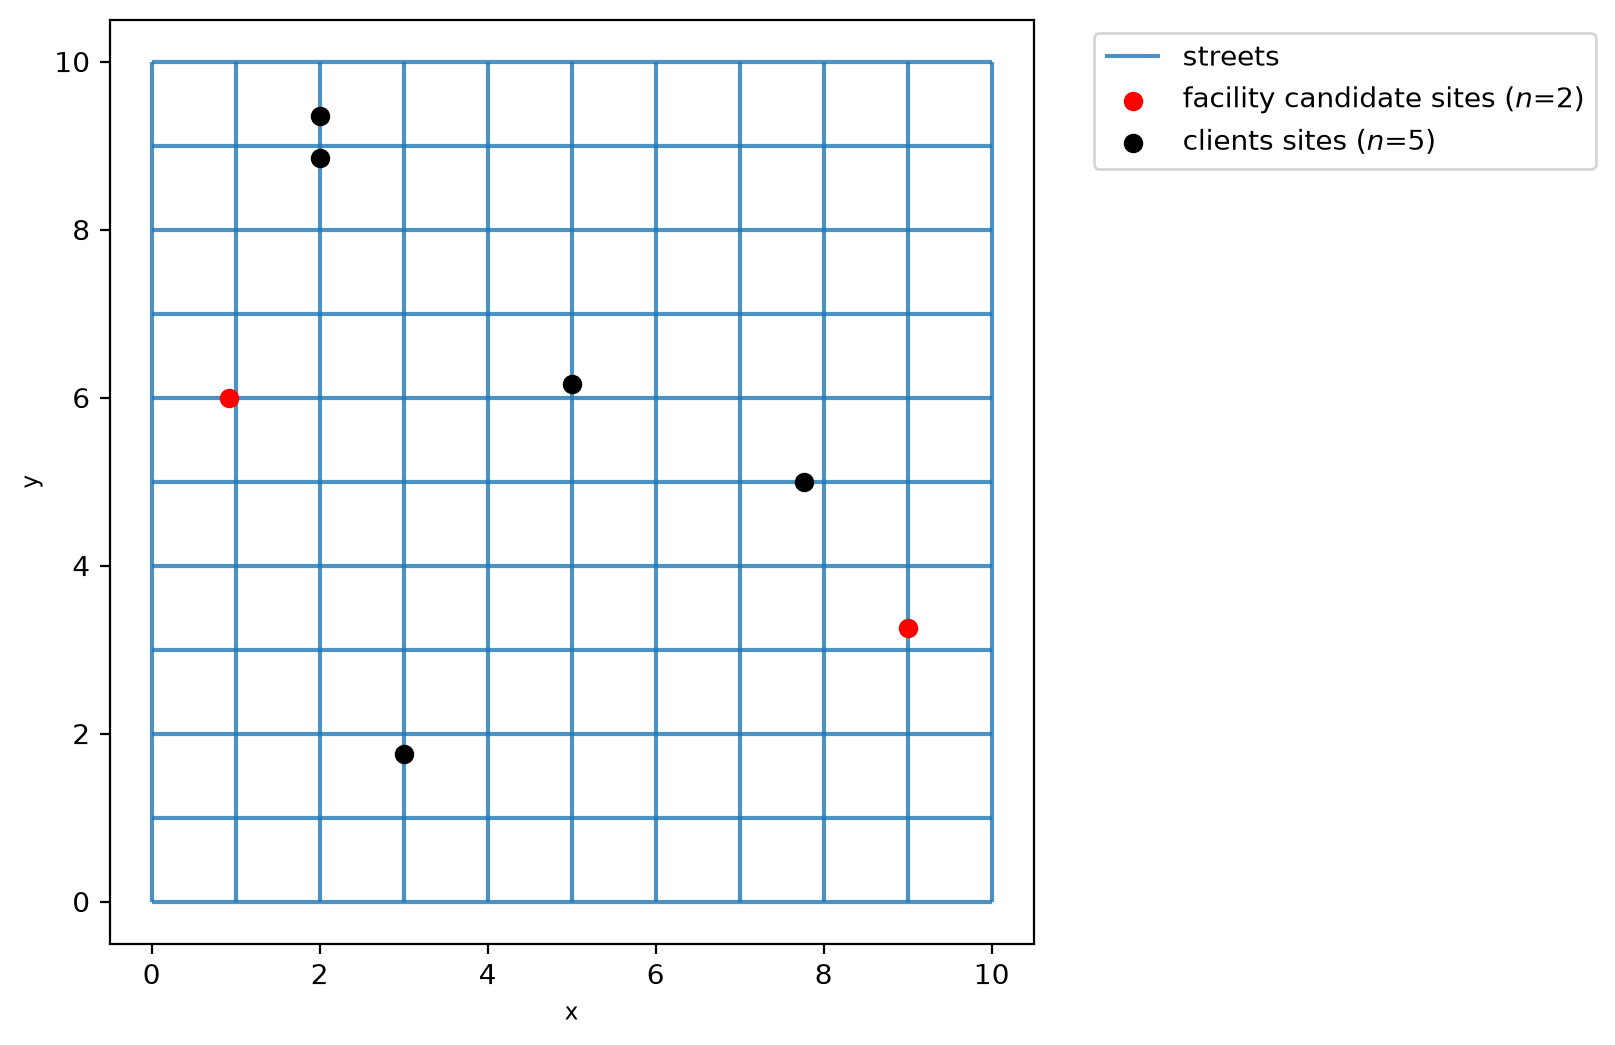 10
8
6
4
2
0
y
0 2 4 6 8 10
x
streets
facility candidate sites (n=2)
clients sites (n=5)